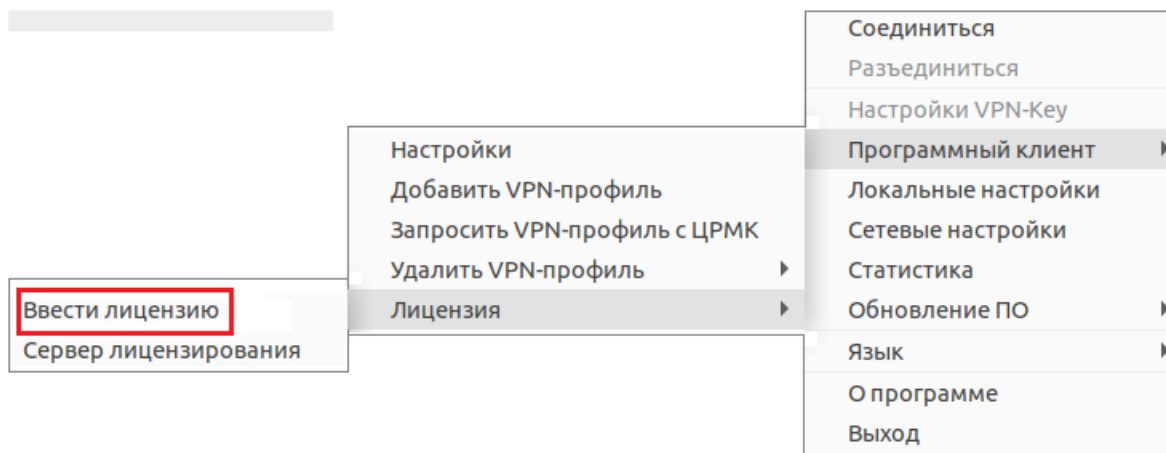 Соединиться
Разъединиться
Настройки VPN-Key
Программный клиент
Локальные настройки
Сетевые настройки
Статистика
Обновление ПО
Язык
О программе
Выход
Настройки
Добавить VPN-профиль
Запросить VPN-профиль с ЦРМК
Удалить VPN-профиль
Лицензия
Ввести лицензию
Сервер лицензирования